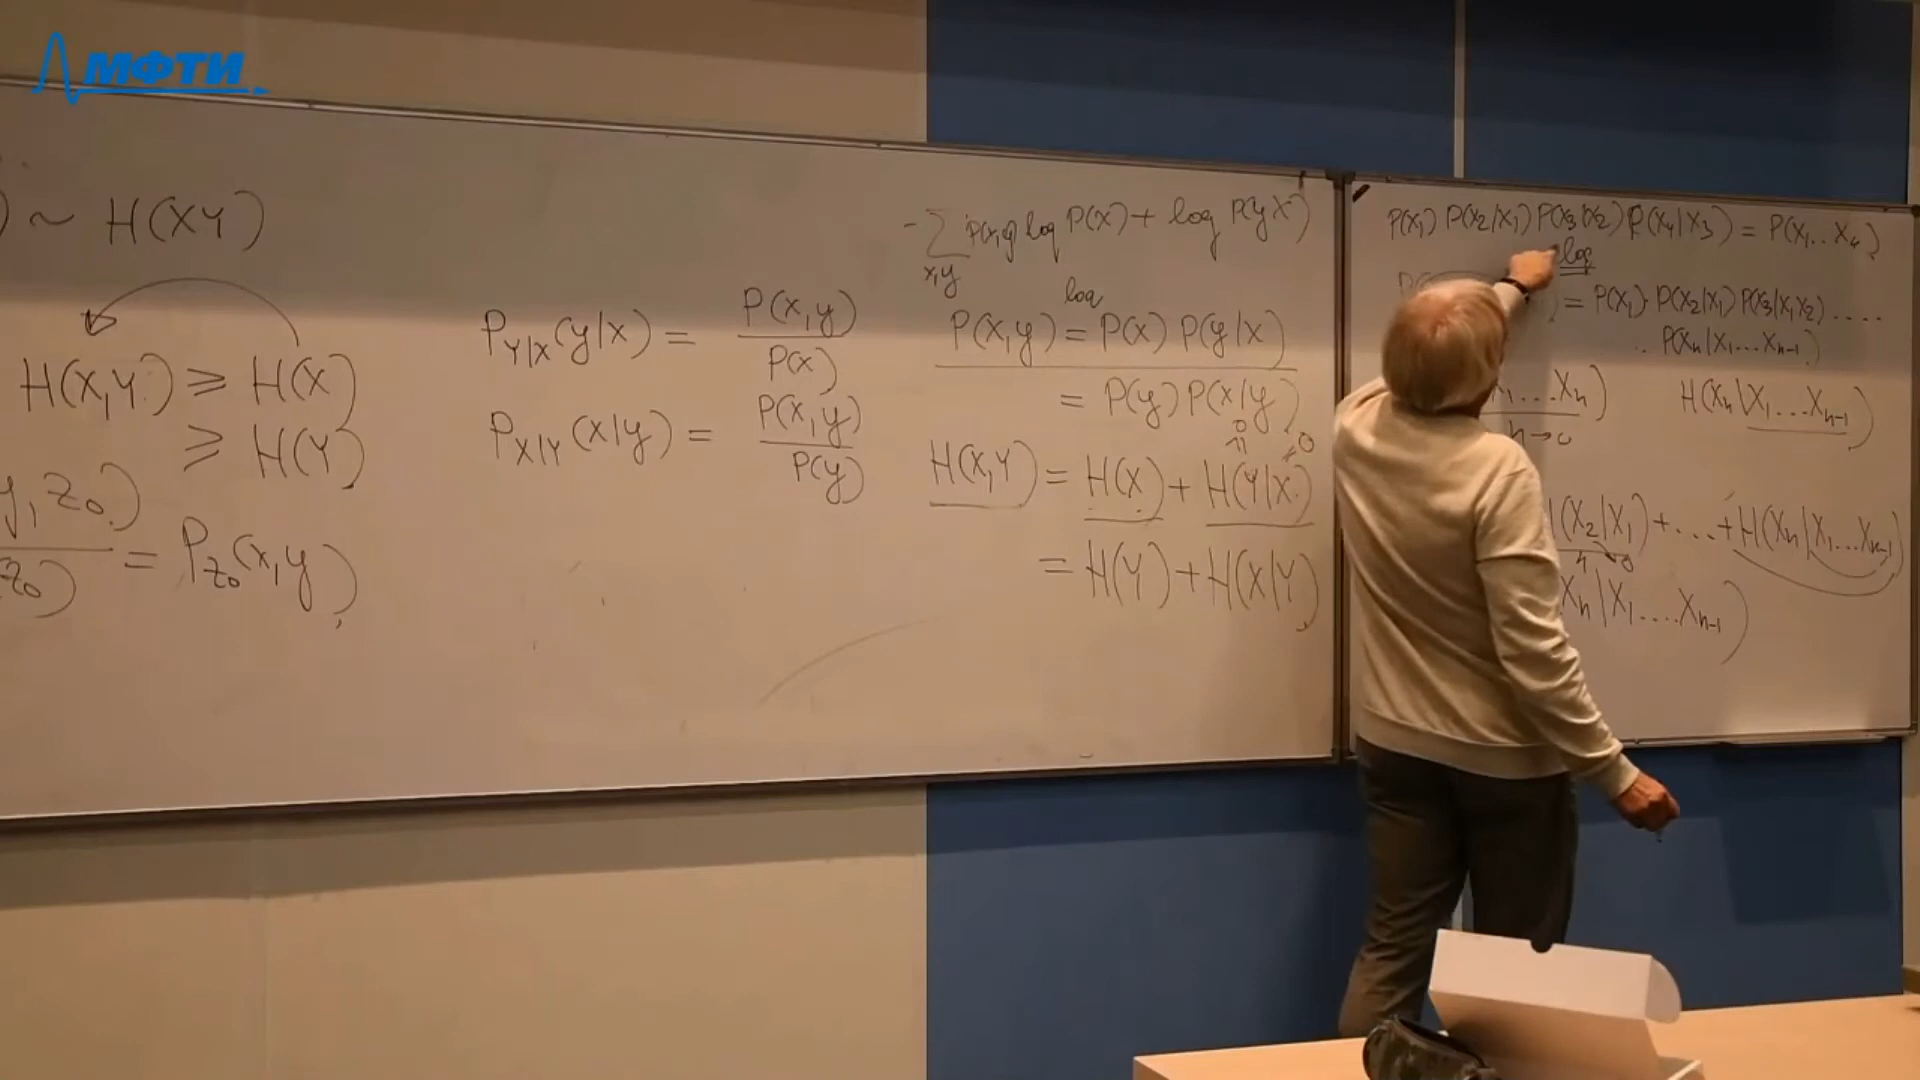 МФТИ
) ~ H(XY)
H(X,Y) ⩾ H(X)
⩾ H(Y)
y, z₀)
z₀)
= P_{z₀}(x,y)
P_{Y|X}(y|x) = P(x,y) / P(x)
P_{X|Y}(x|y) = P(x,y) / P(y)
-∑_{x,y} P(x,y) log P(x) + log P(y x)
log
P(x,y) = P(x) P(y|x)
= P(y) P(x|y)
H(X,Y) = H(X) + H(Y|X)
= H(Y) + H(X|Y)
P(x₁) P(x₂|x₁) P(x₃|x₂) P(x₄|x₃) = P(x₁..x₄)
log
) = P(x₁) P(x₂|x₁) P(x₃|x₁x₂) ....
P(xₙ|x₁...xₙ₋₁)
...Xₙ)
H(Xₙ|X₁...Xₙ₋₁)
(X₂|X₁) + ... + H(Xₙ|X₁...Xₙ₋₁)
Xₙ|X₁....Xₙ₋₁)